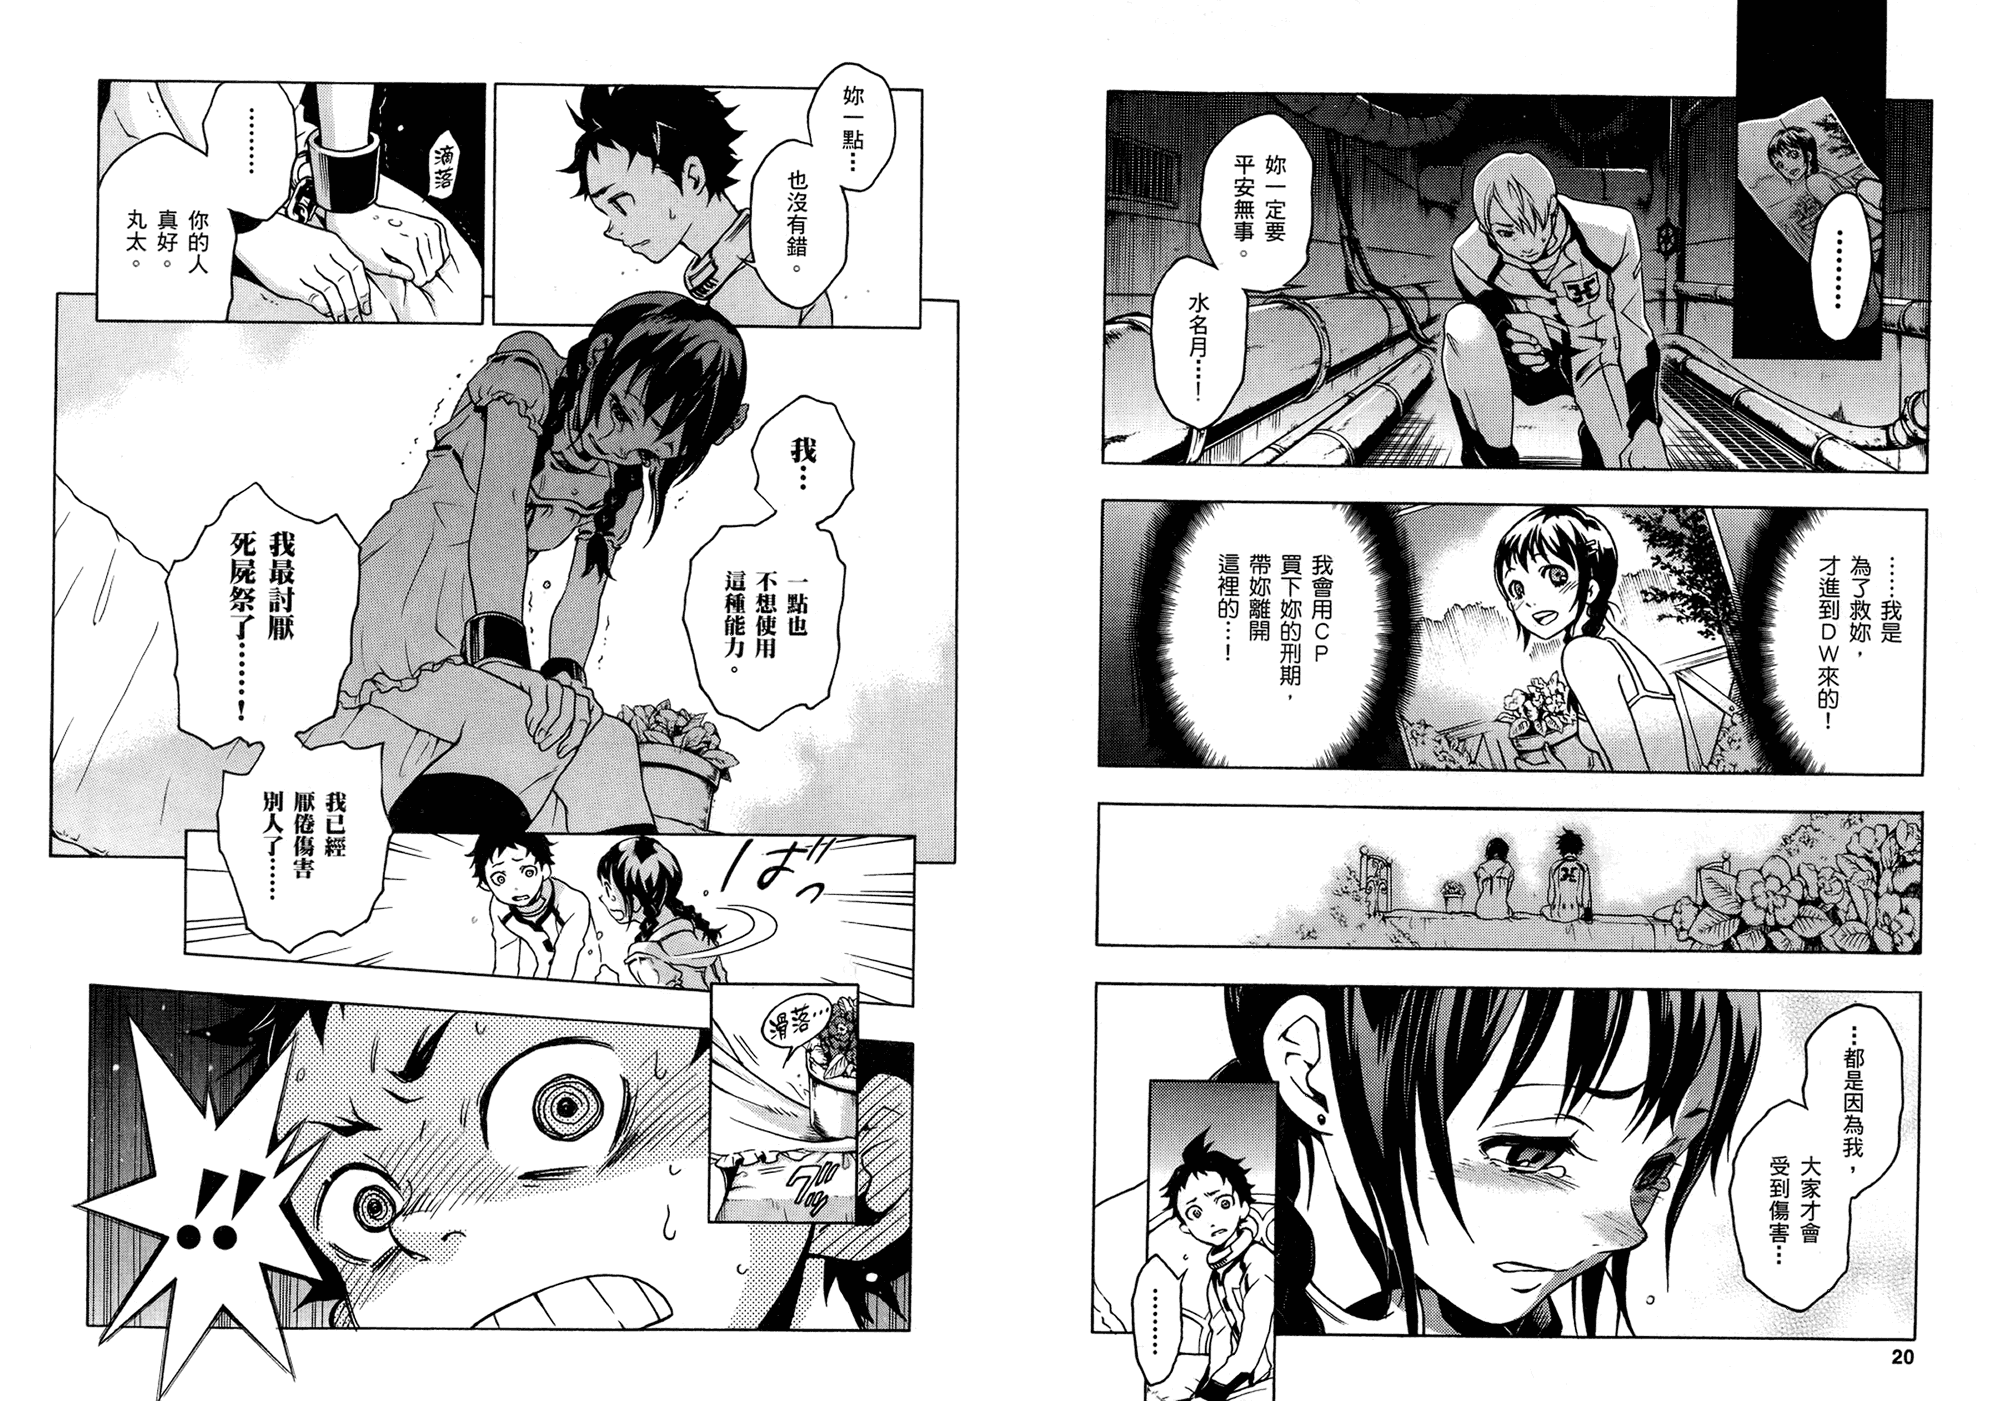 ………
妳一定要
平安無事。
水名月…！
……我是
為了救妳，
才進到DW來的！
我會用CP
買下妳的刑期，
帶妳離開
這裡的…！
…都是因為我，
大家才會
受到傷害…
………
20
妳一點…
也沒有錯。
滴落
………
你的人
真好。
丸太。
我…
一點也
不想使用
這種能力。
我最討厭
死屍祭了……！
我已經
厭倦傷害
別人了……
ばっ
滑落…
グッ
!!